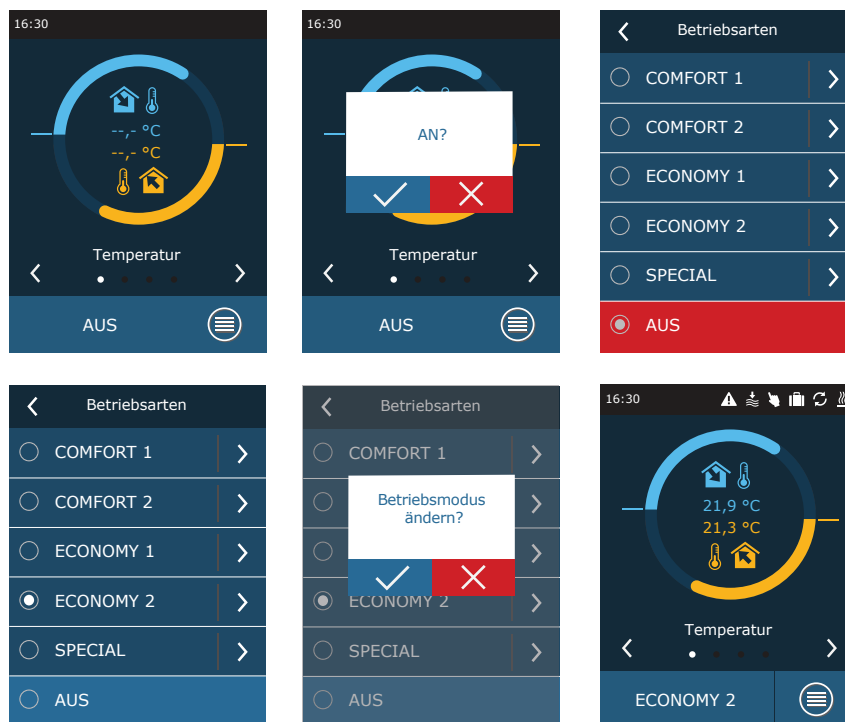 16:30
--,- °C
--,- °C
Temperatur
AUS
16:30
AN?
Temperatur
AUS
Betriebsarten
COMFORT 1
COMFORT 2
ECONOMY 1
ECONOMY 2
SPECIAL
AUS
Betriebsarten
COMFORT 1
COMFORT 2
ECONOMY 1
ECONOMY 2
SPECIAL
AUS
Betriebsarten
COMFORT 1
Betriebsmodus
ändern?
ECONOMY 2
SPECIAL
AUS
16:30
21,9 °C
21,3 °C
Temperatur
ECONOMY 2